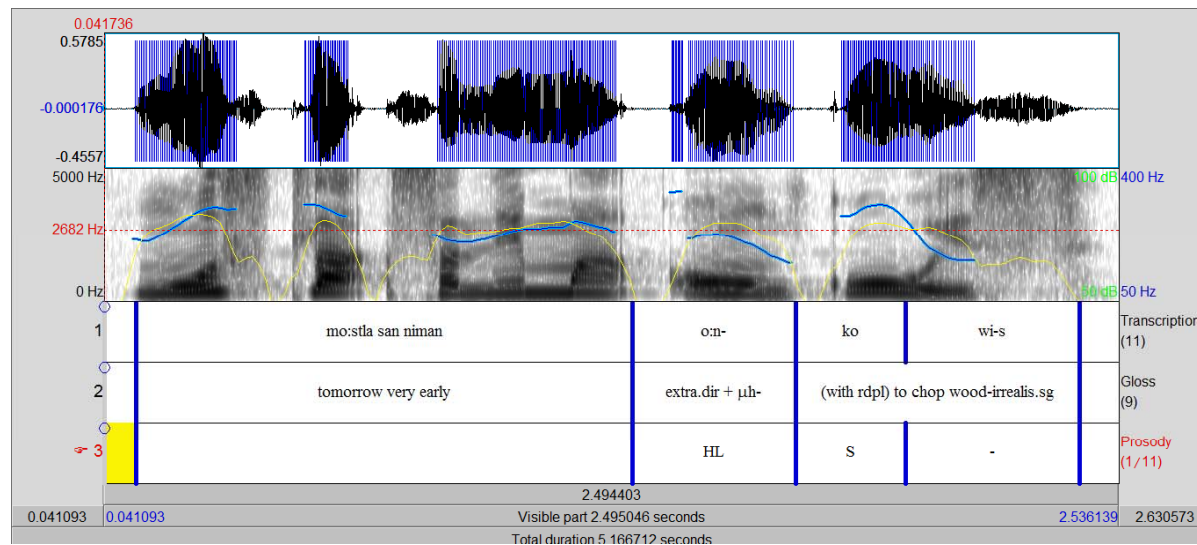 0.041736
0.5785
-0.000176
-0.4557
5000 Hz 100 dB 400 Hz
2682 Hz
0 Hz 50 dB 50 Hz
1 mo:stla san niman o:n- ko wi-s Transcription (11)
2 tomorrow very early extra.dir + μh- (with rdpl) to chop wood-irrealis.sg Gloss (9)
☞ 3 HL S - Prosody (1/11)
2.494403
0.041093 0.041093 Visible part 2.495046 seconds 2.536139 2.630573
Total duration 5.166712 seconds